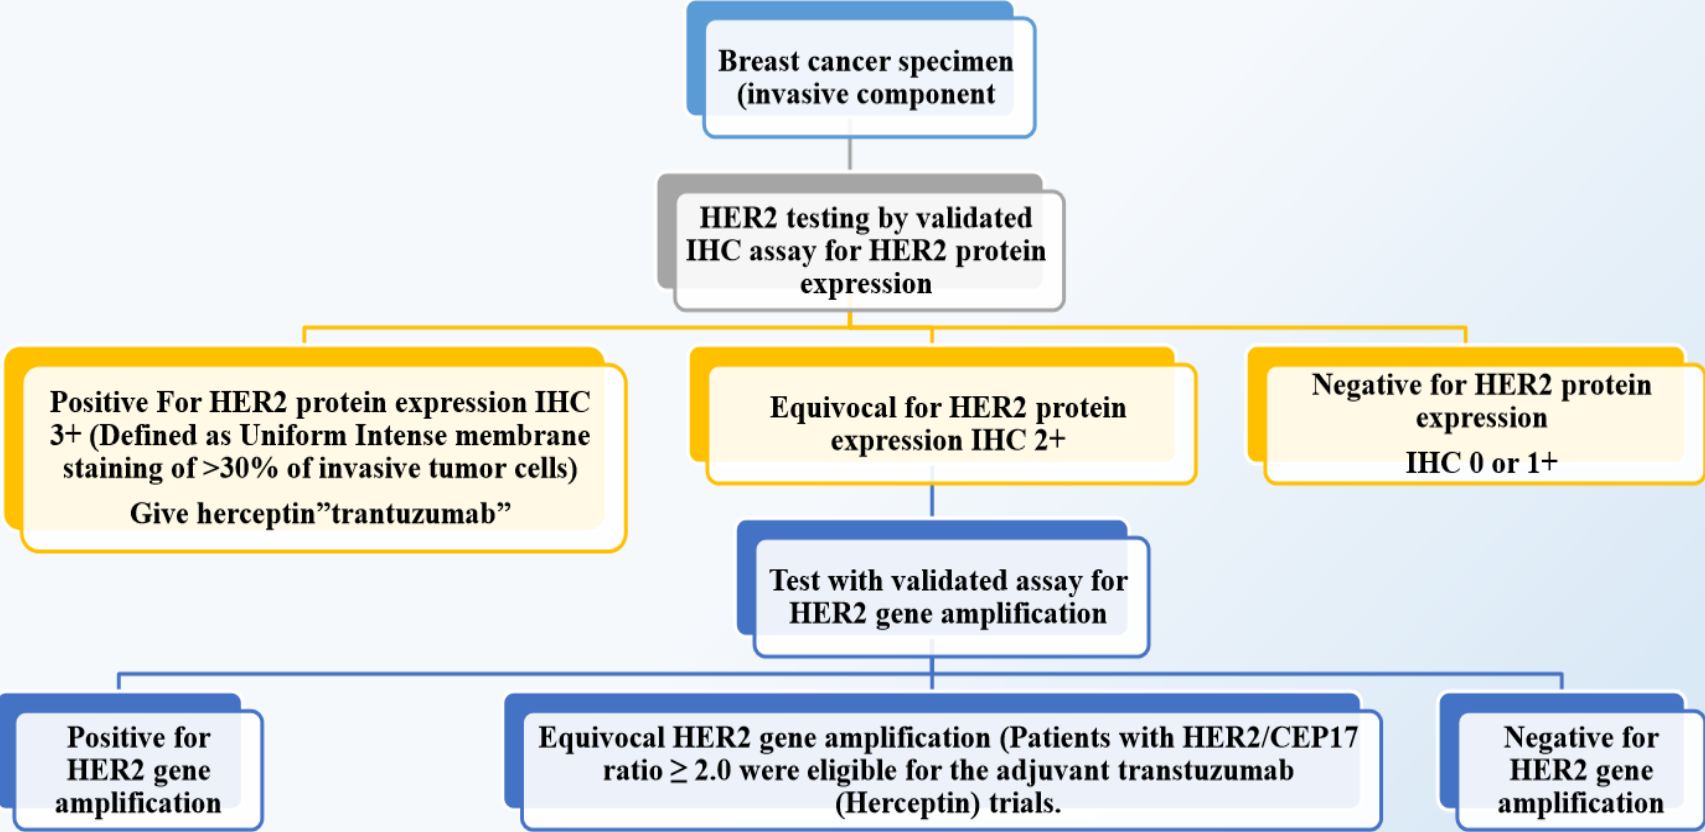 Breast cancer specimen
(invasive component
HER2 testing by validated
IHC assay for HER2 protein
expression
Positive For HER2 protein expression IHC
3+ (Defined as Uniform Intense membrane
staining of >30% of invasive tumor cells)
Give herceptin”trantuzumab”
Equivocal for HER2 protein
expression IHC 2+
Negative for HER2 protein
expression
IHC 0 or 1+
Test with validated assay for
HER2 gene amplification
Positive for
HER2 gene
amplification
Equivocal HER2 gene amplification (Patients with HER2/CEP17
ratio ≥ 2.0 were eligible for the adjuvant transtuzumab
(Herceptin) trials.
Negative for
HER2 gene
amplification